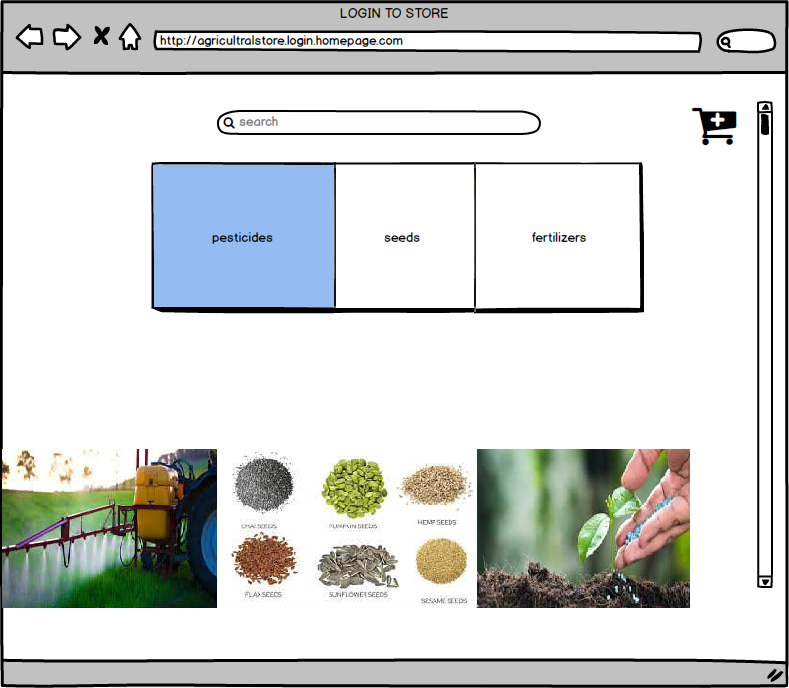 LOGIN TO STORE
http://agricultralstore.login.homepage.com
search
pesticides
seeds
fertilizers
CHAI SEEDS
PUMPKIN SEEDS
HEMP SEEDS
FLAX SEEDS
SUNFLOWER SEEDS
SESAME SEEDS